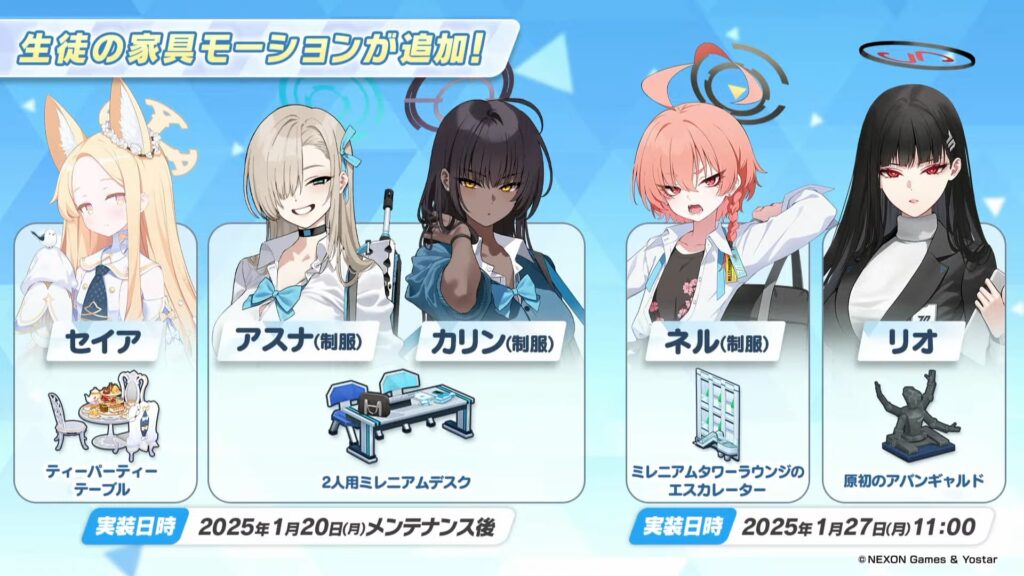 生徒の家具モーションが追加！
セイア
アスナ(制服)
カリン(制服)
ネル(制服)
リオ
ティーパーティー
テーブル
2人用ミレニアムデスク
ミレニアムタワーラウンジの
エスカレーター
原初のアバンギャルド
実装日時 2025年1月20日(月)メンテナンス後
実装日時 2025年1月27日(月)11:00
© NEXON Games & Yostar